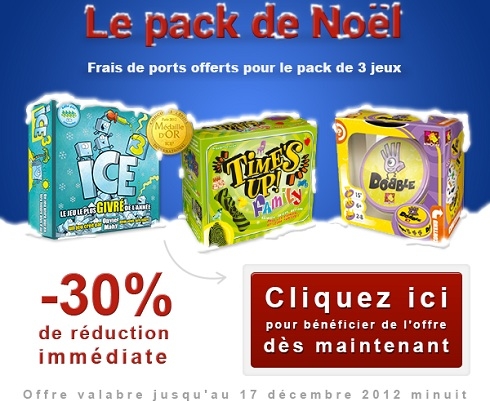 Le pack de Noël
Frais de ports offerts pour le pack de 3 jeux
Médaille
D'OR
ICE
3
LE JEU LE PLUS GIVRÉ DE L'ANNÉE
TIME'S
UP!
Family
DOBBLE
-30%
de réduction
immédiate
Cliquez ici
pour bénéficier de l'offre
dès maintenant
Offre valabre jusqu'au 17 décembre 2012 minuit